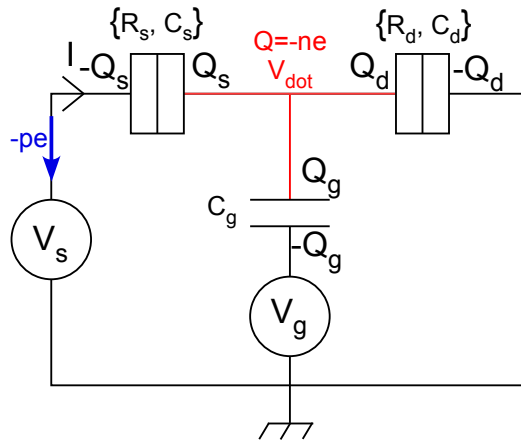 {Rs, Cs}
{Rd, Cd}
Q=-ne
Vdot
I
-Qs
Qs
Qd
-Qd
-pe
Qg
Cg
-Qg
Vs
Vg